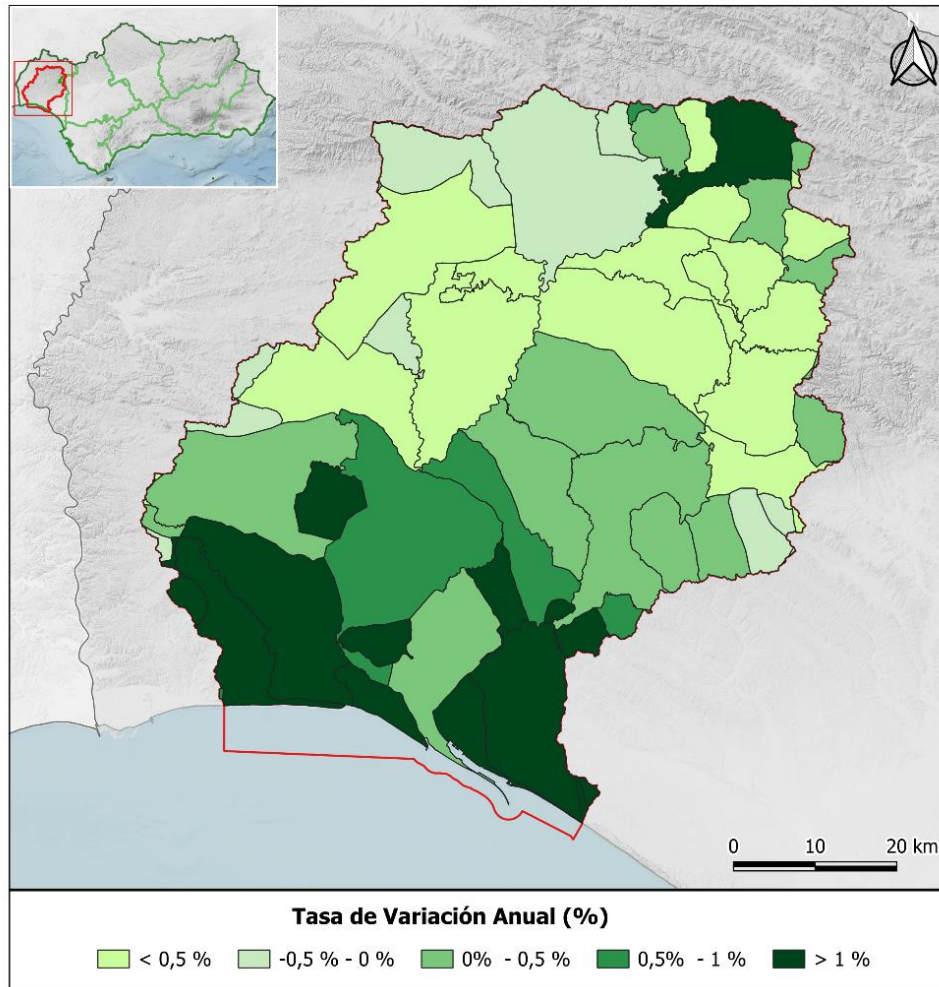 N
0 10 20 km
Tasa de Variación Anual (%)
< 0,5 % -0,5 % - 0 % 0% - 0,5 % 0,5% - 1 % > 1 %